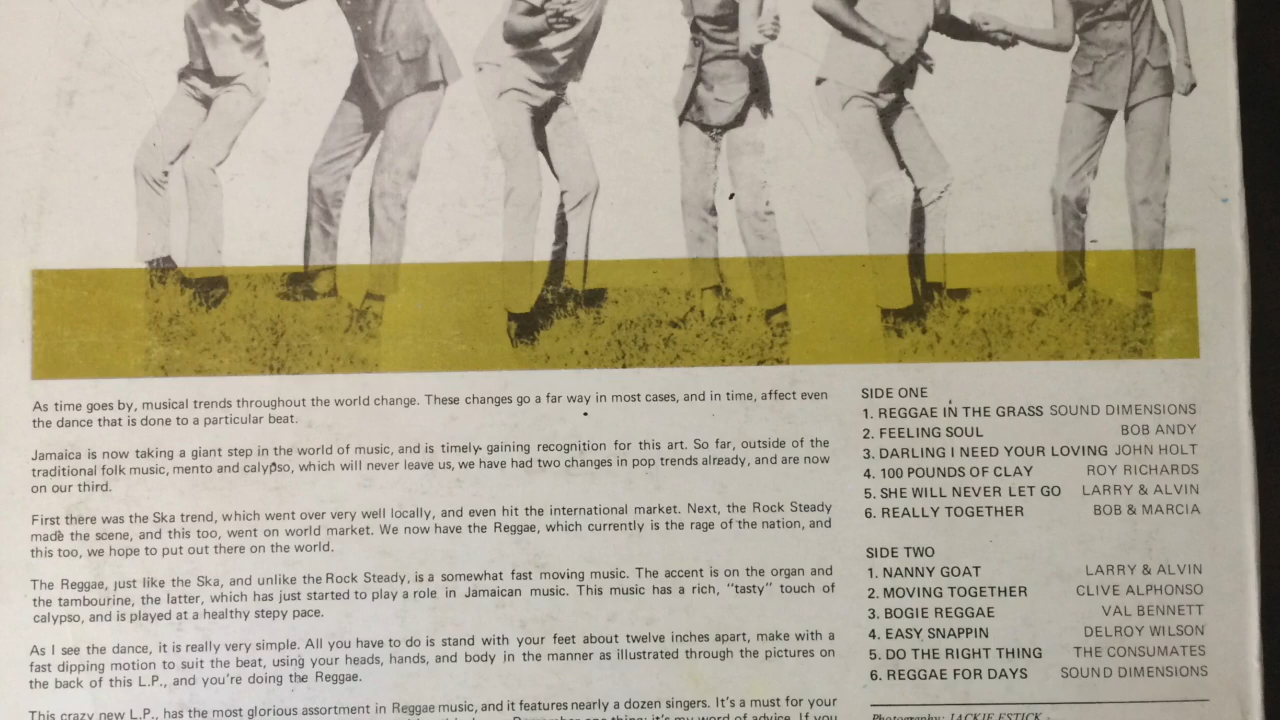 As time goes by, musical trends throughout the world change. These changes go a far way in most cases, and in time, affect even
the dance that is done to a particular beat.
Jamaica is now taking a giant step in the world of music, and is timely gaining recognition for this art. So far, outside of the
traditional folk music, mento and calypso, which will never leave us, we have had two changes in pop trends already, and are now
on our third.
First there was the Ska trend, which went over very well locally, and even hit the international market. Next, the Rock Steady
made the scene, and this too, went on world market. We now have the Reggae, which currently is the rage of the nation, and
this too, we hope to put out there on the world.
The Reggae, just like the Ska, and unlike the Rock Steady, is a somewhat fast moving music. The accent is on the organ and
the tambourine, the latter, which has just started to play a role in Jamaican music. This music has a rich, "tasty" touch of
calypso, and is played at a healthy stepy pace.
As I see the dance, it is really very simple. All you have to do is stand with your feet about twelve inches apart, make with a
fast dipping motion to suit the beat, using your heads, hands, and body in the manner as illustrated through the pictures on
the back of this L.P., and you're doing the Reggae.
This crazy new L.P., has the most glorious assortment in Reggae music, and it features nearly a dozen singers. It's a must for your
thing; it's my word of advice. If you
SIDE ONE
1. REGGAE IN THE GRASS SOUND DIMENSIONS
2. FEELING SOUL BOB ANDY
3. DARLING I NEED YOUR LOVING JOHN HOLT
4. 100 POUNDS OF CLAY ROY RICHARDS
5. SHE WILL NEVER LET GO LARRY & ALVIN
6. REALLY TOGETHER BOB & MARCIA
SIDE TWO
1. NANNY GOAT LARRY & ALVIN
2. MOVING TOGETHER CLIVE ALPHONSO
3. BOGIE REGGAE VAL BENNETT
4. EASY SNAPPIN DELROY WILSON
5. DO THE RIGHT THING THE CONSUMATES
6. REGGAE FOR DAYS SOUND DIMENSIONS
Photography: JACKIE ESTICK